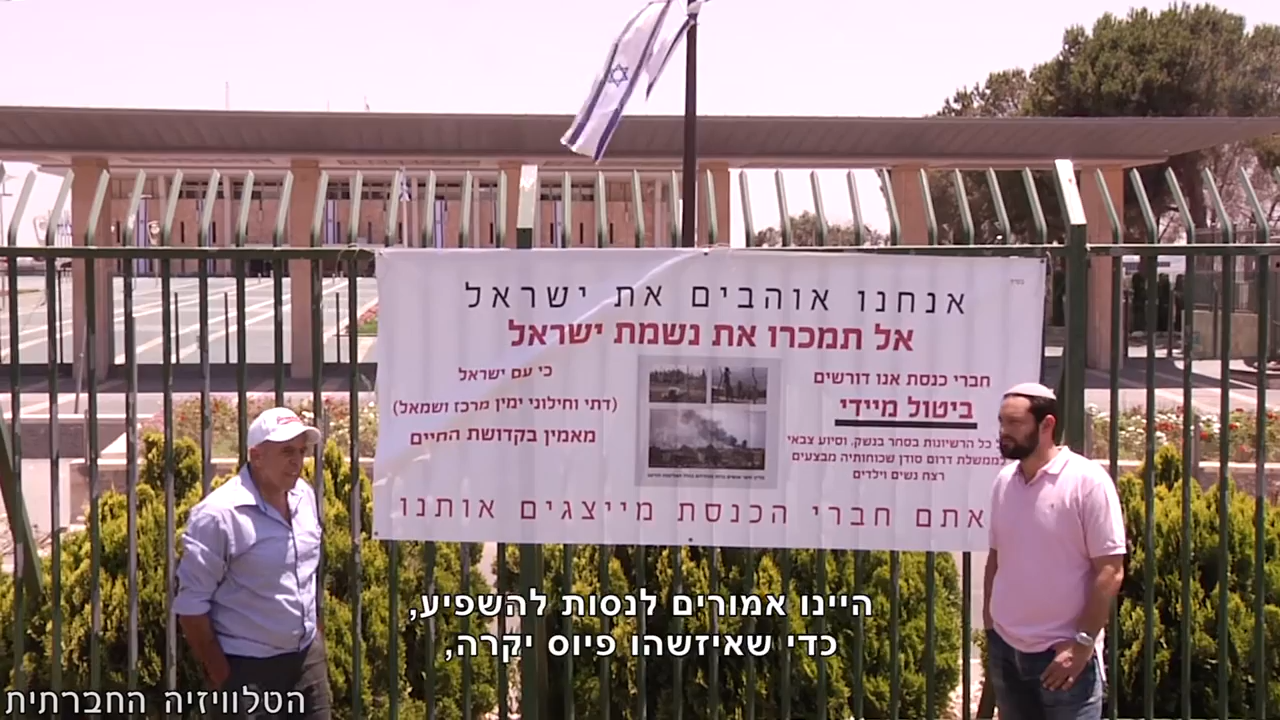 אנחנו אוהבים את ישראל
אל תמכרו את נשמת ישראל
חברי כנסת אנו דורשים
ביטול מיידי
כל הרשיונות בסחר בנשק, וסיוע צבאי
לממשלת דרום סודן שכוחותיה מבצעים
רצח נשים וילדים
כי עם ישראל
(דתי וחילוני ימין מרכז ושמאל)
מאמין בקדושת החיים
אתם חברי הכנסת מייצגים אותנו
היינו אמורים לנסות להשפיע,
כדי שאיזשהו פיוס יקרה,
הטלוויזיה החברתית